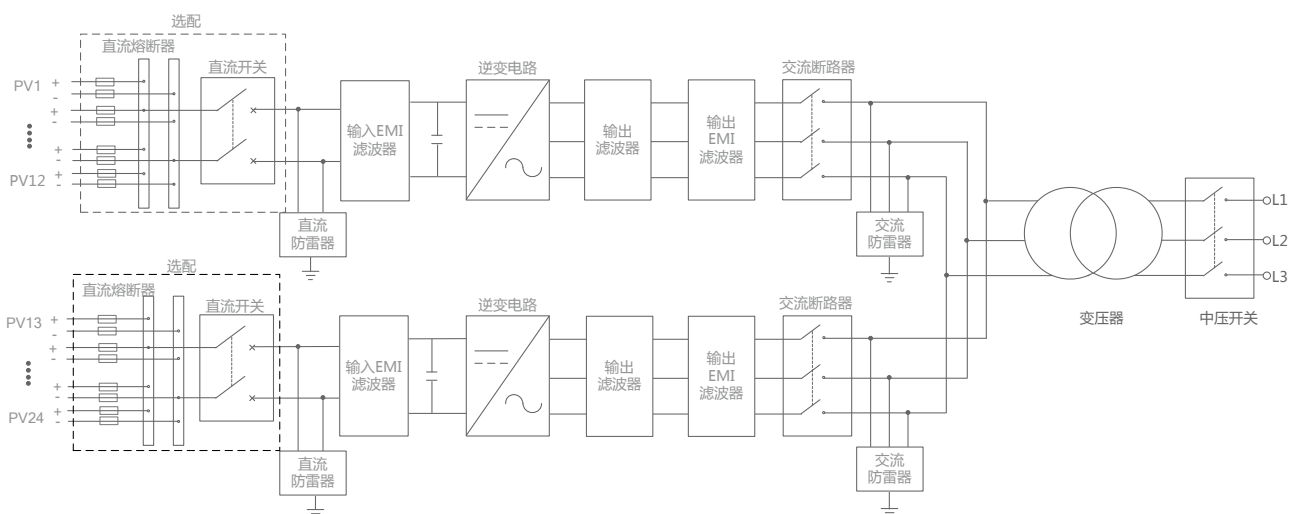 选配
直流熔断器
直流开关
逆变电路
交流断路器
PV1
+
-
+
-
输入EMI
滤波器
输出
滤波器
输出
EMI
滤波器
PV12
+
-
+
-
直流
防雷器
交流
防雷器
L1
L2
L3
变压器
中压开关
选配
直流熔断器
直流开关
逆变电路
交流断路器
PV13
+
-
+
-
输入EMI
滤波器
输出
滤波器
输出
EMI
滤波器
PV24
+
-
+
-
直流
防雷器
交流
防雷器